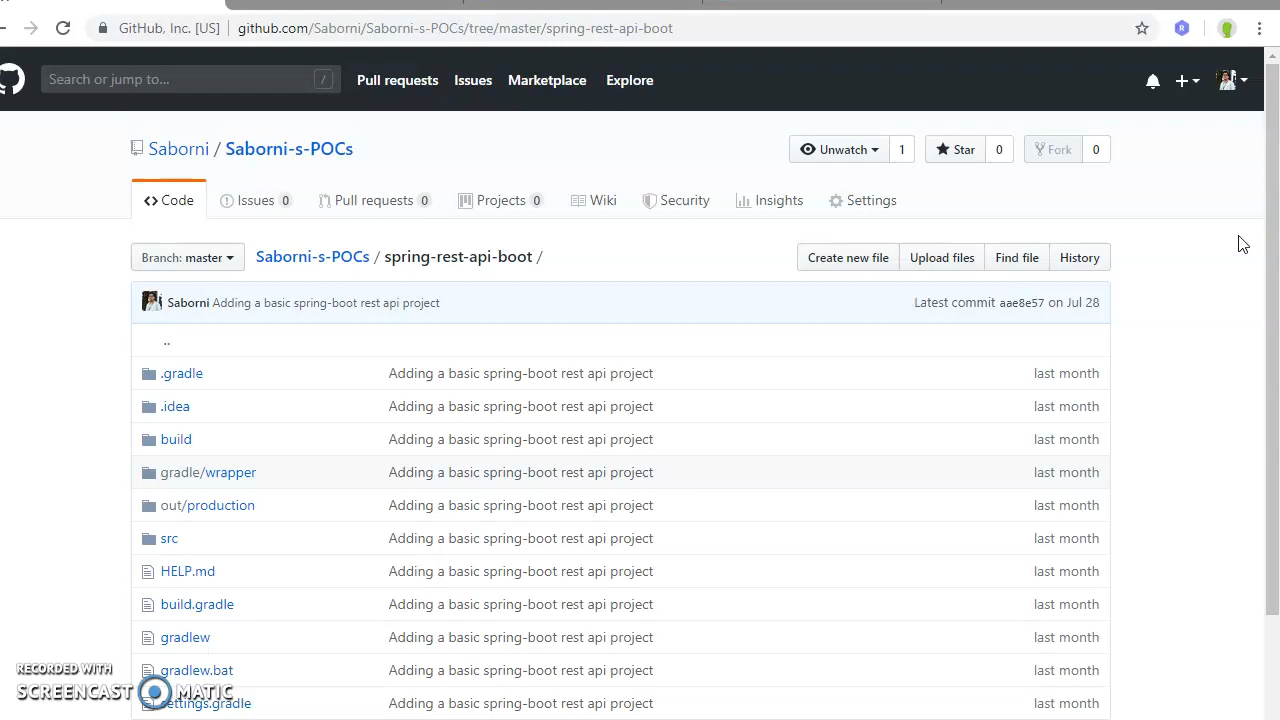 GitHub, Inc. [US] | github.com/Saborni/Saborni-s-POCs/tree/master/spring-rest-api-boot
Search or jump to... / Pull requests Issues Marketplace Explore
Saborni / Saborni-s-POCs Unwatch 1 Star 0 Fork 0
Code Issues 0 Pull requests 0 Projects 0 Wiki Security Insights Settings
Branch: master Saborni-s-POCs / spring-rest-api-boot / Create new file Upload files Find file History
Saborni Adding a basic spring-boot rest api project Latest commit aae8e57 on Jul 28
..
.gradle Adding a basic spring-boot rest api project last month
.idea Adding a basic spring-boot rest api project last month
build Adding a basic spring-boot rest api project last month
gradle/wrapper Adding a basic spring-boot rest api project last month
out/production Adding a basic spring-boot rest api project last month
src Adding a basic spring-boot rest api project last month
HELP.md Adding a basic spring-boot rest api project last month
build.gradle Adding a basic spring-boot rest api project last month
gradlew Adding a basic spring-boot rest api project last month
gradlew.bat Adding a basic spring-boot rest api project last month
settings.gradle Adding a basic spring-boot rest api project last month
RECORDED WITH
SCREENCAST MATIC